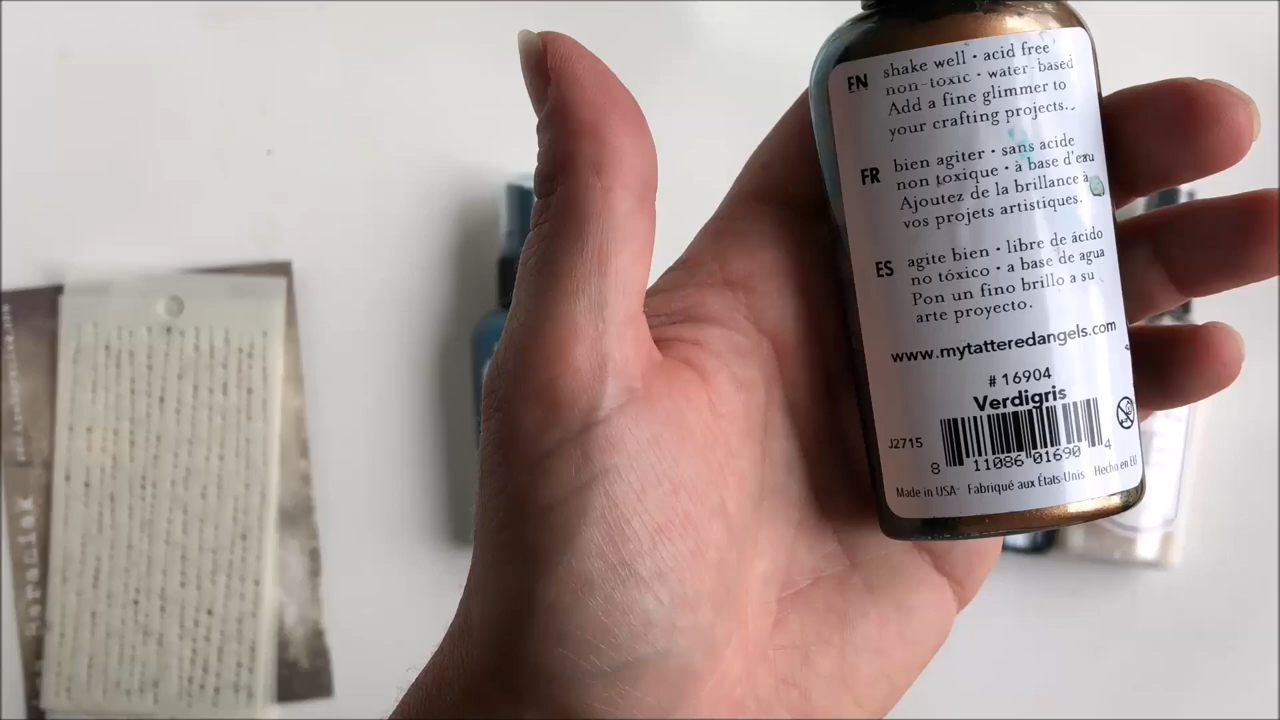 EN shake well • acid free
non-toxic • water-based
Add a fine glimmer to
your crafting projects.
FR bien agiter • sans acide
non toxique • à base d'eau
Ajoutez de la brillance à
vos projets artistiques.
ES agite bien • libre de ácido
no tóxico • a base de agua
Pon un fino brillo a su
arte proyecto.
www.mytatteredangels.com
#16904
Verdigris
J2715
8 11086 01690 4
Made in USA· Fabriqué aux États-Unis Hecho en EU